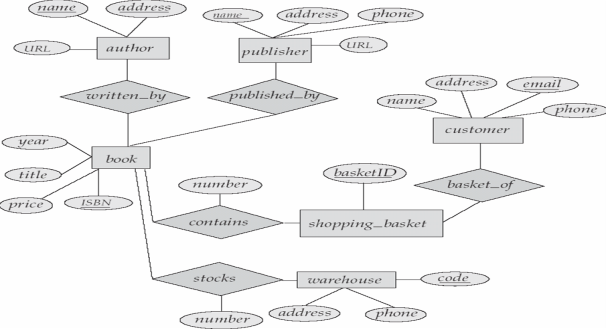 name address
name address phone
URL author
publisher URL
written_by published_by
address email
name phone
customer
year
title book
price ISBN
number
basketID
basket_of
contains shopping_basket
stocks warehouse code
number address phone